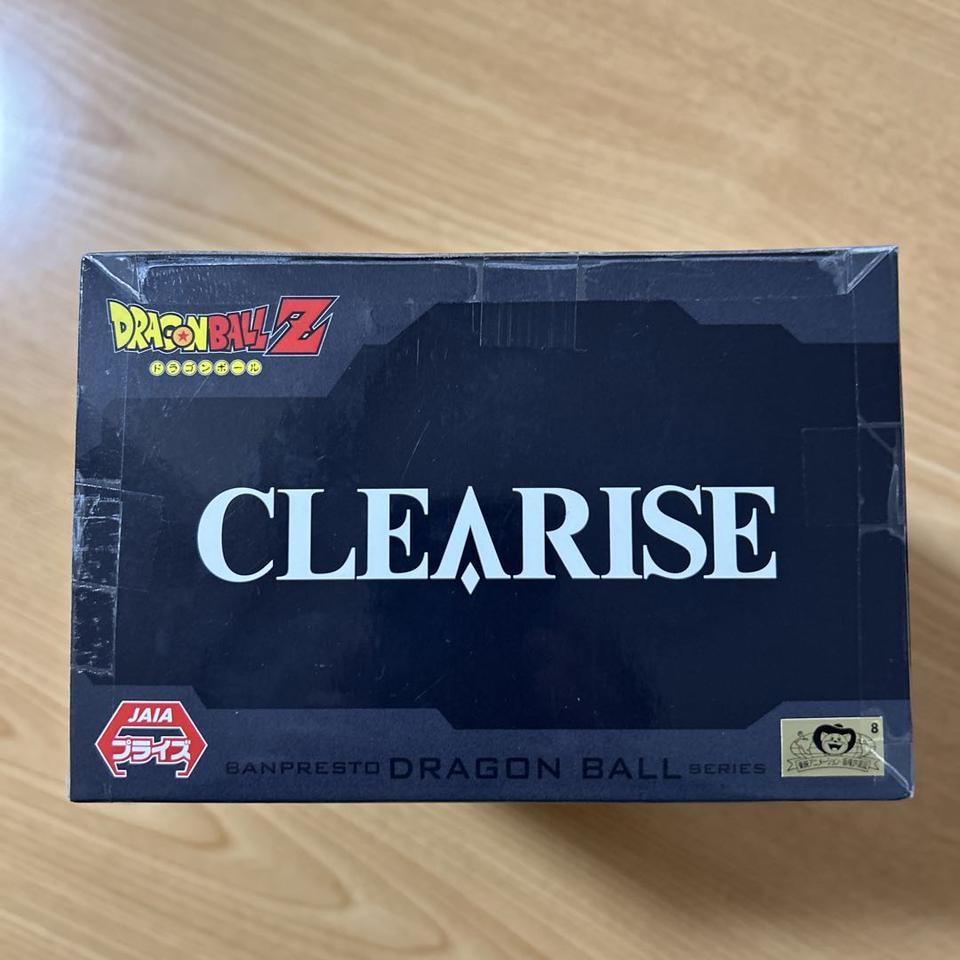 DRAGON BALL Z
ドラゴンボール
CLEARISE
JAIA
プライズ
BANPRESTO DRAGON BALL SERIES
8